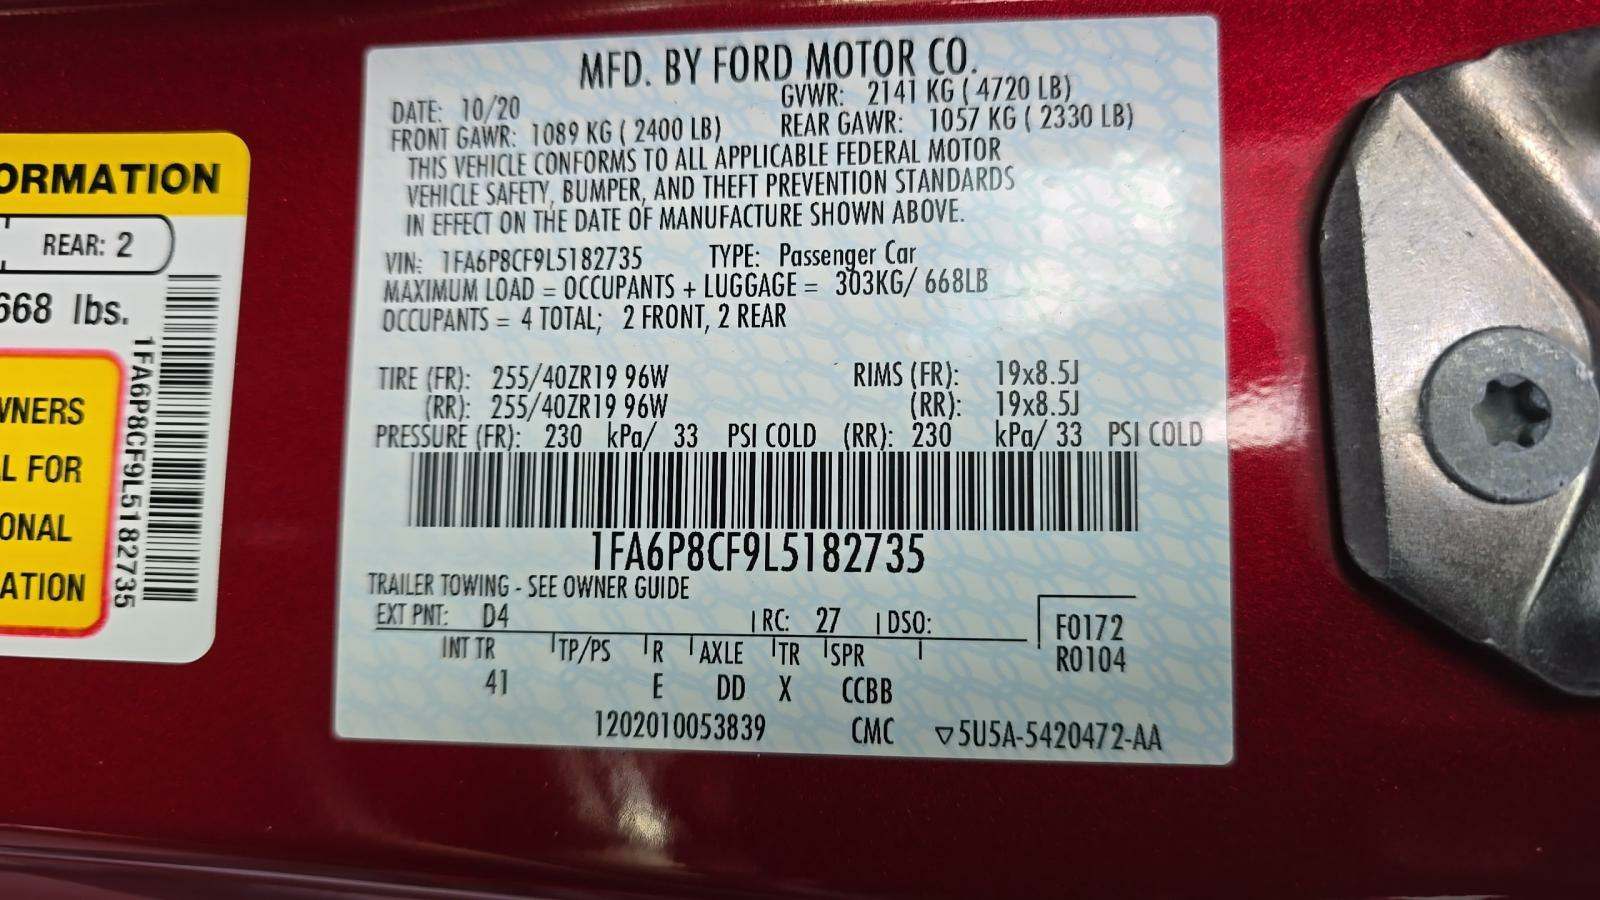 MFD. BY FORD MOTOR CO.
DATE: 10/20 GVWR: 2141 KG ( 4720 LB)
FRONT GAWR: 1089 KG ( 2400 LB) REAR GAWR: 1057 KG ( 2330 LB)
THIS VEHICLE CONFORMS TO ALL APPLICABLE FEDERAL MOTOR
VEHICLE SAFETY, BUMPER, AND THEFT PREVENTION STANDARDS
IN EFFECT ON THE DATE OF MANUFACTURE SHOWN ABOVE.
VIN: 1FA6P8CF9L5182735 TYPE: Passenger Car
MAXIMUM LOAD = OCCUPANTS + LUGGAGE = 303KG/ 668LB
OCCUPANTS = 4 TOTAL; 2 FRONT, 2 REAR
TIRE (FR): 255/40ZR19 96W RIMS (FR): 19x8.5J
(RR): 255/40ZR19 96W (RR): 19x8.5J
PRESSURE (FR): 230 kPa/ 33 PSI COLD (RR): 230 kPa/ 33 PSI COLD
1FA6P8CF9L5182735
TRAILER TOWING - SEE OWNER GUIDE
EXT PNT: D4 RC: 27 DSO:
F0172
R0104
INT TR TP/PS R AXLE TR SPR
41 E DD X CCBB
1202010053839 CMC ▽5U5A-5420472-AA
ORMATION
REAR: 2
668 lbs.
WNERS
L FOR
ONAL
ATION
1FA6P8CF9L5182735